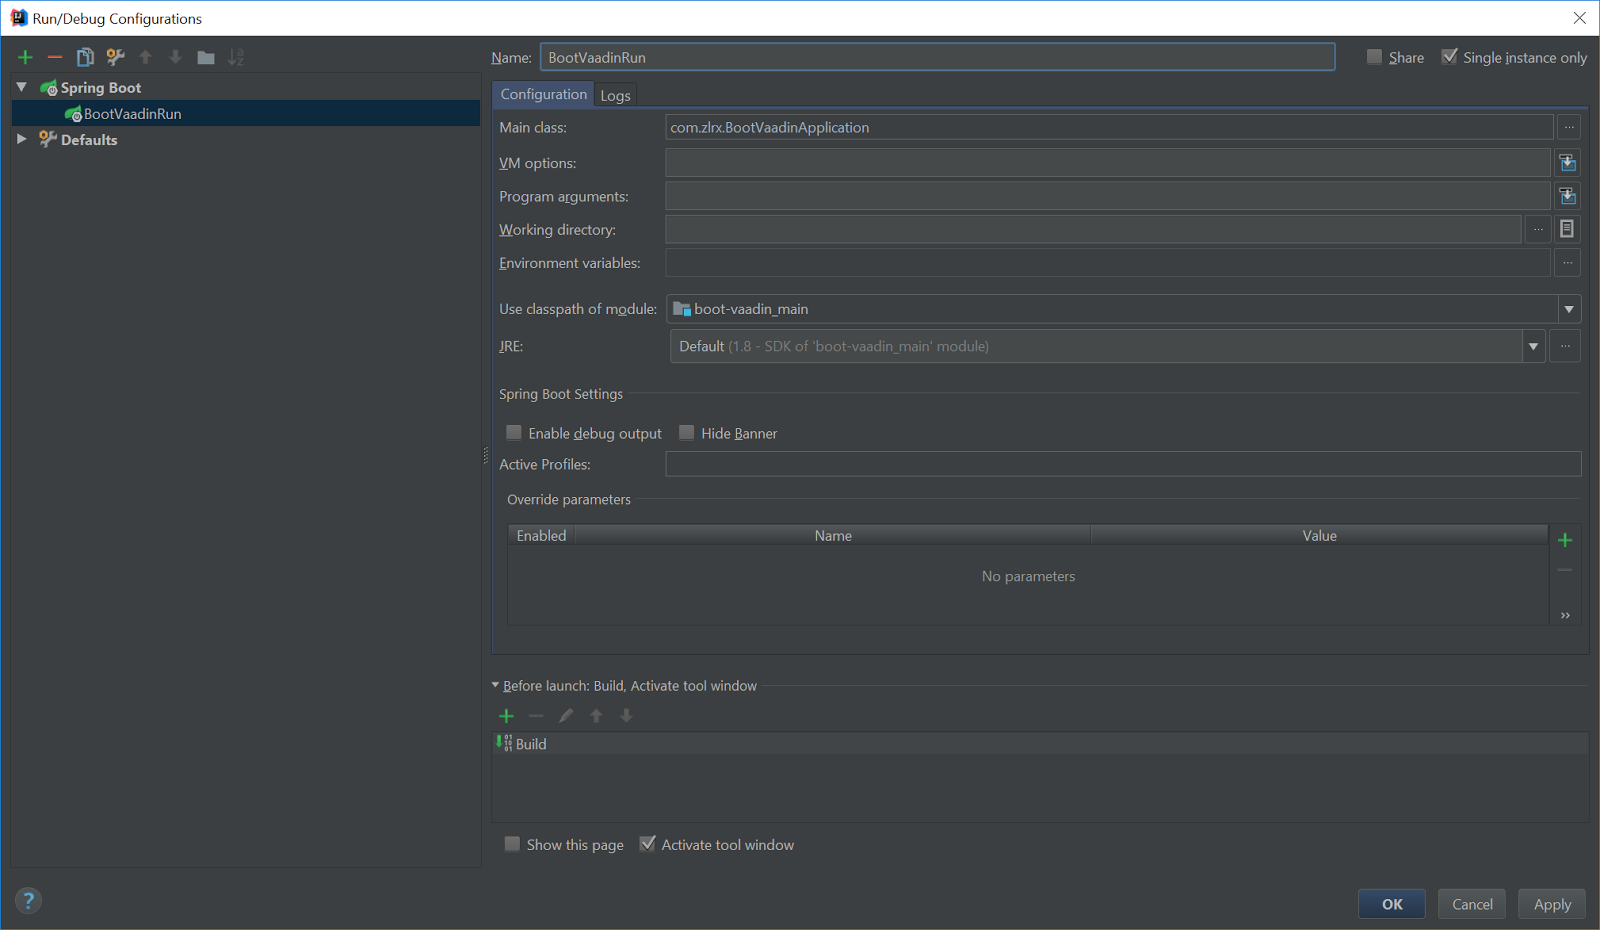 Run/Debug Configurations
Name: BootVaadinRun Share Single instance only
Spring Boot
BootVaadinRun
Defaults
Configuration Logs
Main class: com.zlrx.BootVaadinApplication ...
VM options:
Program arguments:
Working directory: ...
Environment variables: ...
Use classpath of module: boot-vaadin_main
JRE: Default (1.8 - SDK of 'boot-vaadin_main' module) ...
Spring Boot Settings
Enable debug output Hide Banner
Active Profiles:
Override parameters
Enabled Name Value
No parameters
Before launch: Build, Activate tool window
Build
Show this page Activate tool window
? OK Cancel Apply